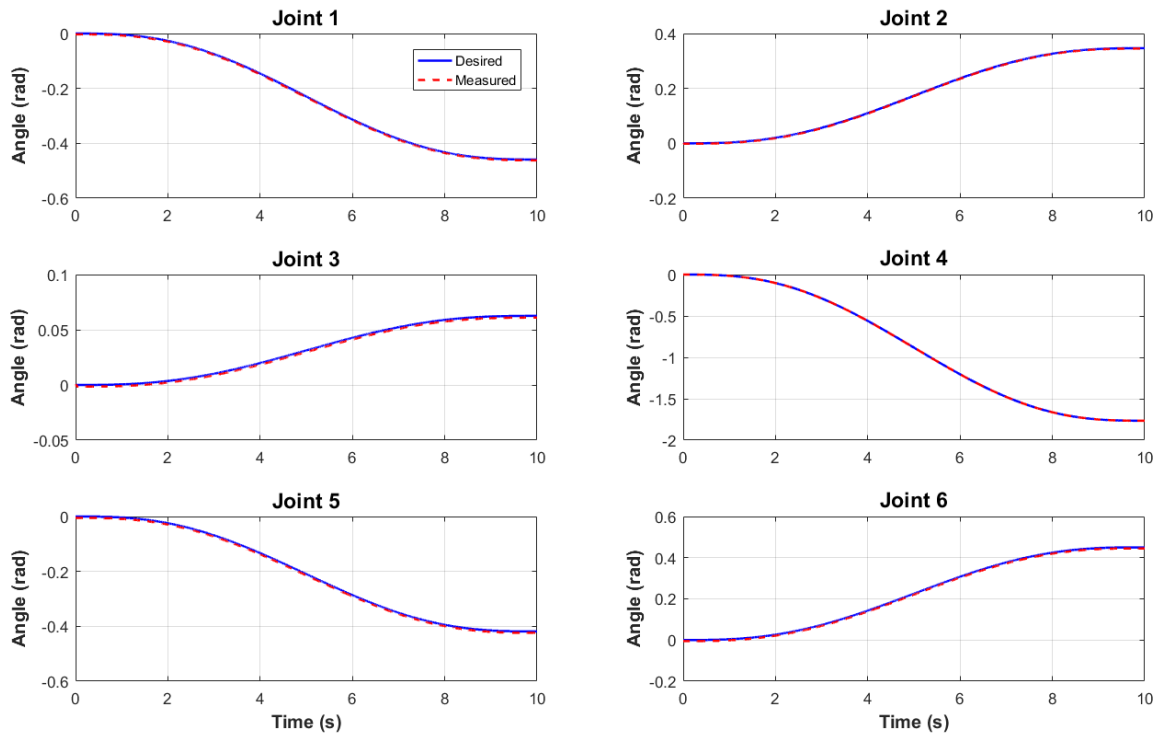 Joint 1
Angle (rad)
0
-0.2
-0.4
-0.6
0 2 4 6 8 10
Desired
Measured
Joint 2
Angle (rad)
0.4
0.2
0
-0.2
0 2 4 6 8 10
Joint 3
Angle (rad)
0.1
0.05
0
-0.05
0 2 4 6 8 10
Joint 4
Angle (rad)
0
-0.5
-1
-1.5
-2
0 2 4 6 8 10
Joint 5
Angle (rad)
0
-0.2
-0.4
-0.6
0 2 4 6 8 10
Time (s)
Joint 6
Angle (rad)
0.6
0.4
0.2
0
-0.2
0 2 4 6 8 10
Time (s)